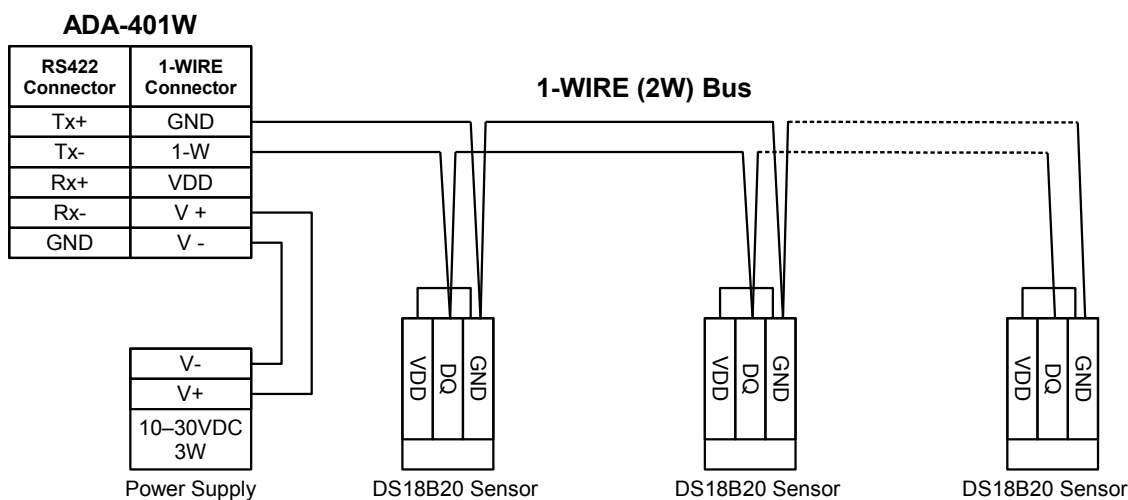 ADA-401W
RS422 Connector 1-WIRE Connector
Tx+ GND
Tx- 1-W
Rx+ VDD
Rx- V +
GND V -
1-WIRE (2W) Bus
V-
V+
10–30VDC
3W
Power Supply
VDD DQ GND
DS18B20 Sensor
VDD DQ GND
DS18B20 Sensor
VDD DQ GND
DS18B20 Sensor